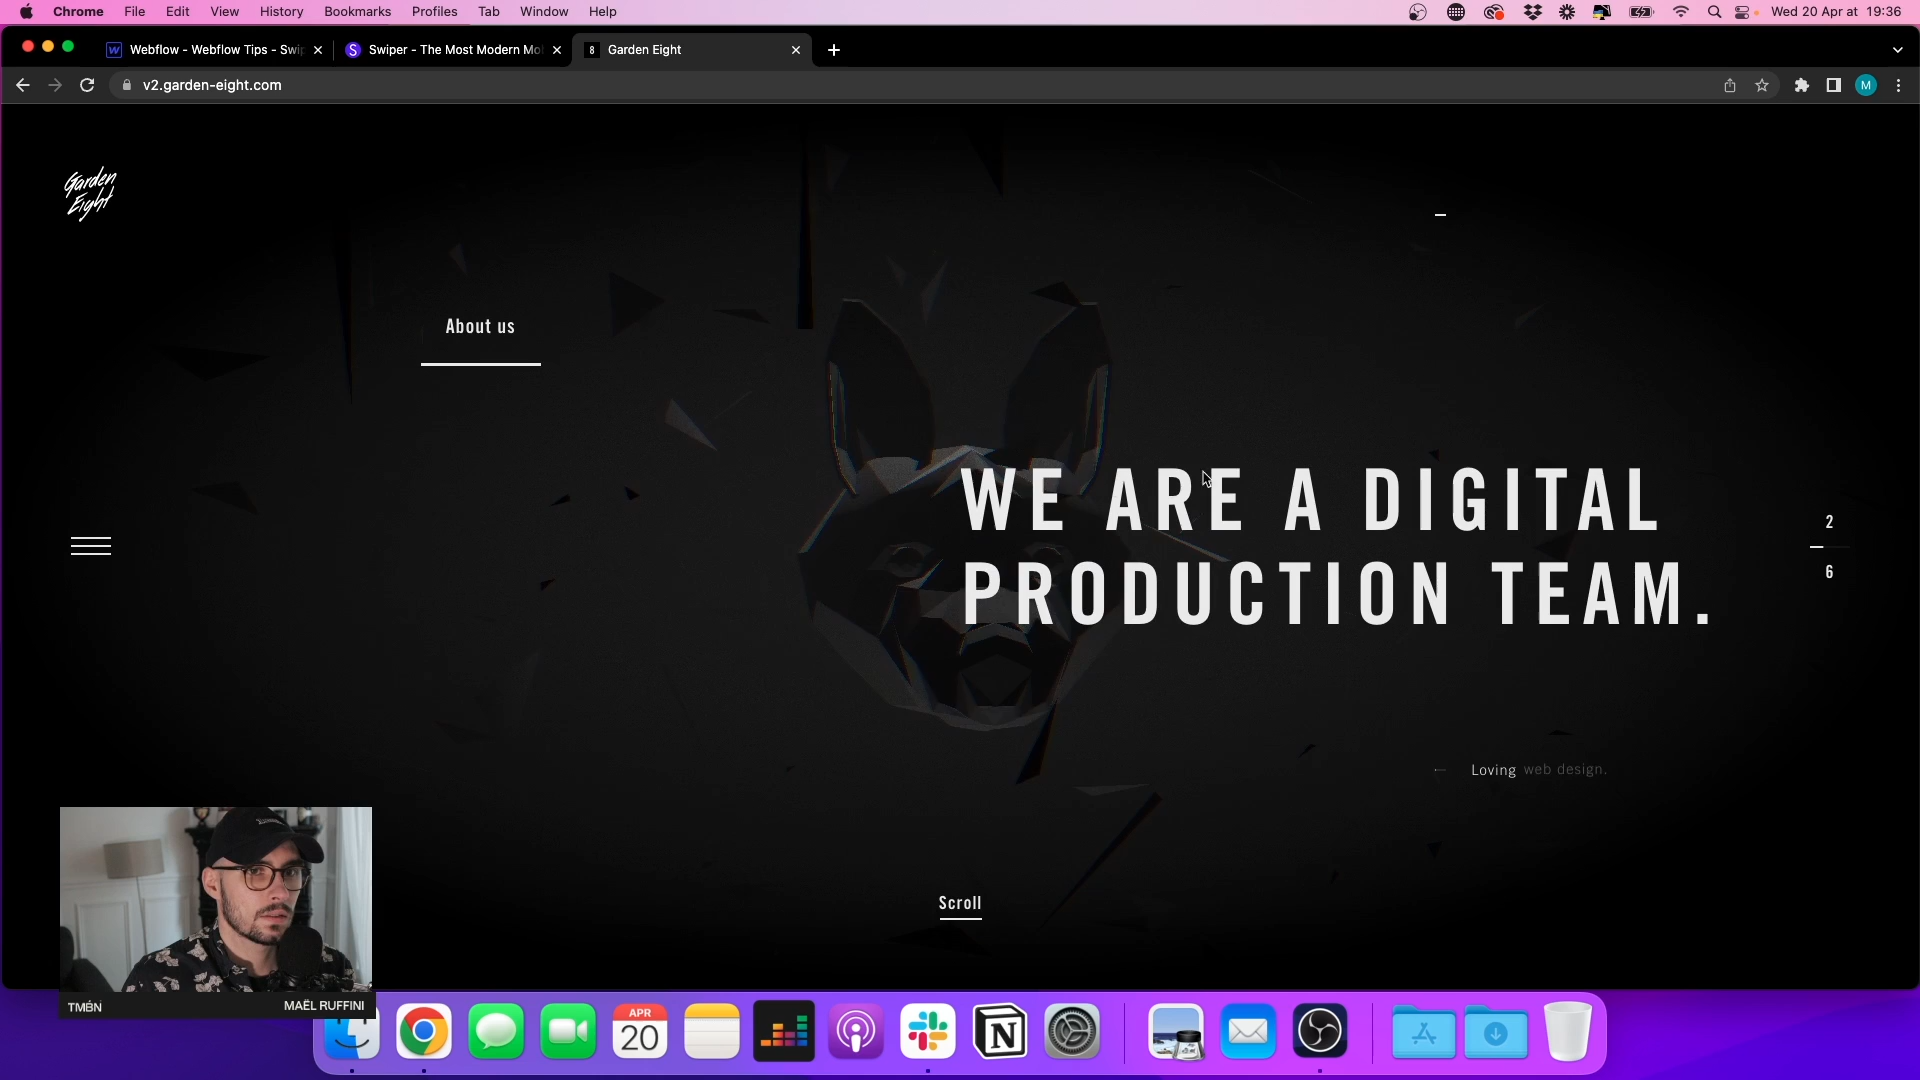 Chrome File Edit View History Bookmarks Profiles Tab Window Help Wed 20 Apr at 19:36
Webflow - Webflow Tips - Swip
Swiper - The Most Modern Mo
Garden Eight
v2.garden-eight.com
M
Garden
Eight
About us
WE ARE A DIGITAL
PRODUCTION TEAM.
2
6
Loving web design.
Scroll
TMBN
MAËL RUFFINI
APR
20